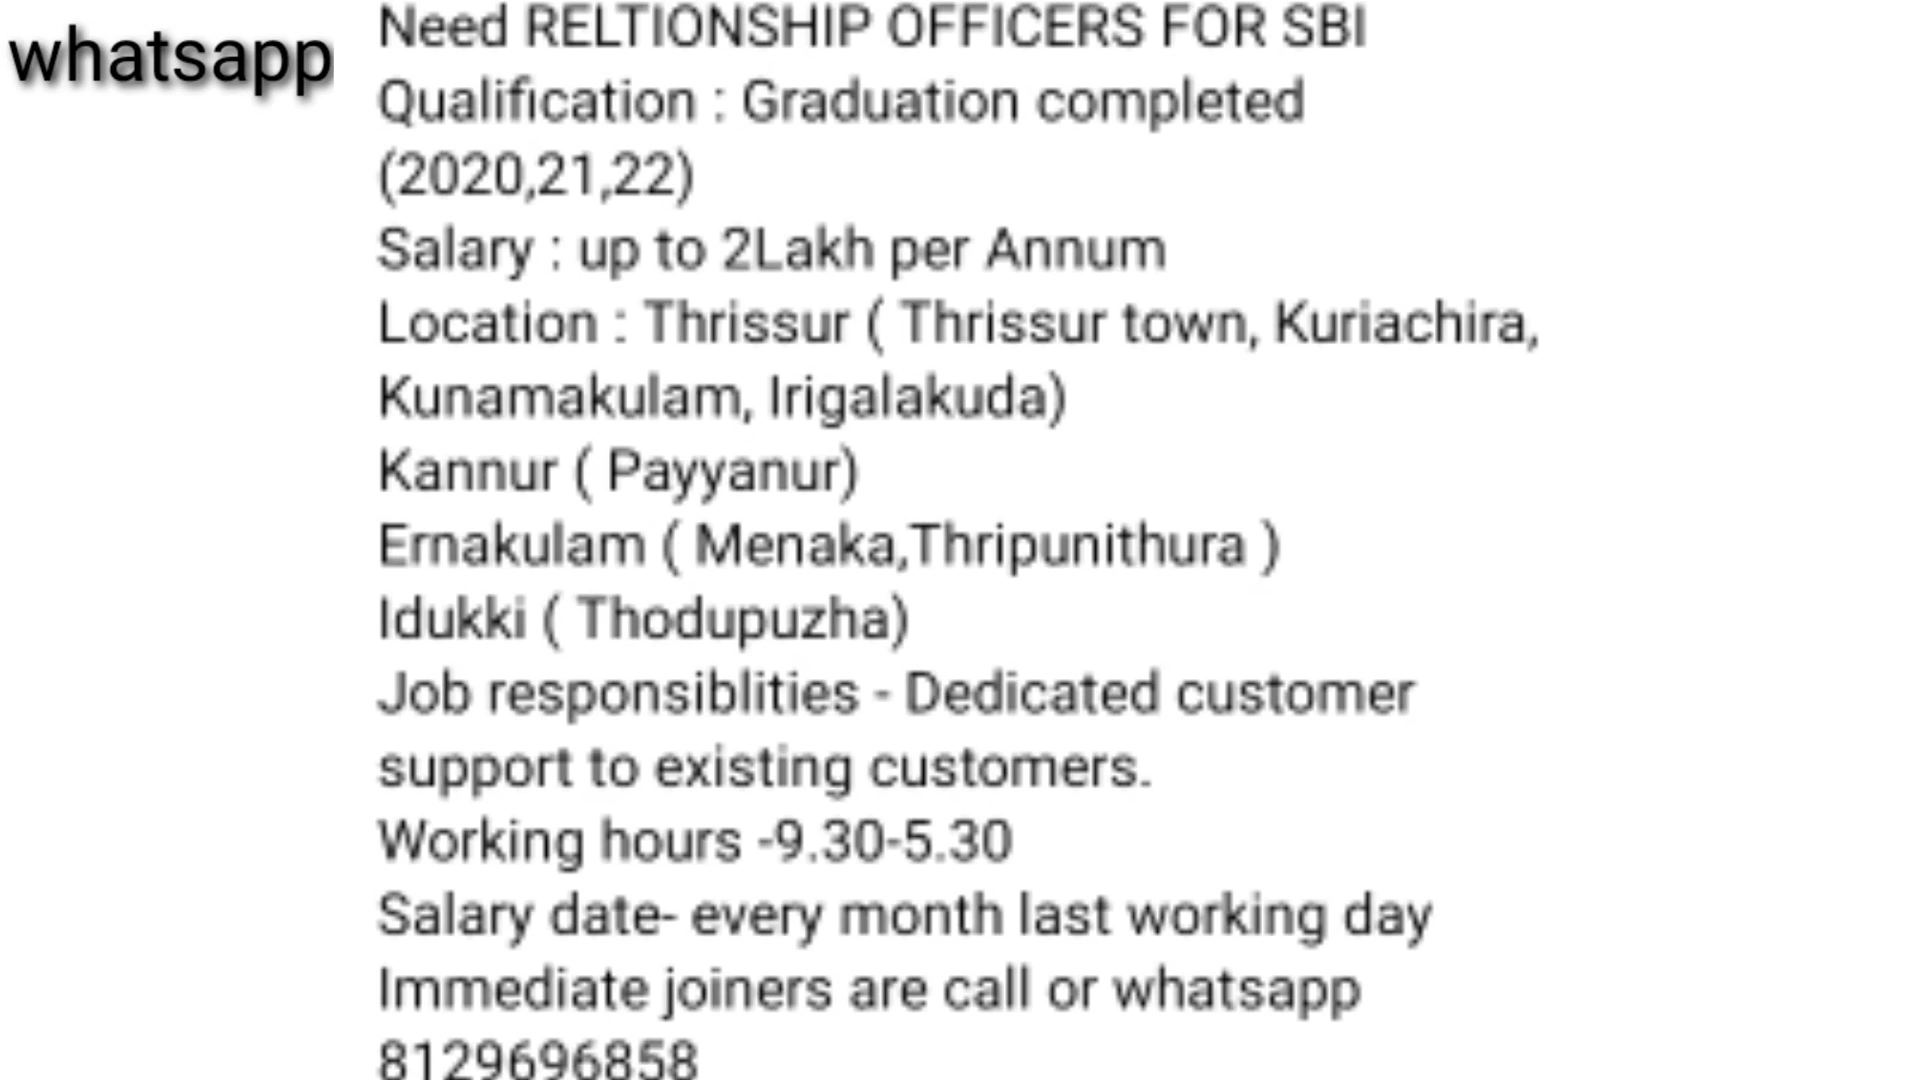 whatsapp
Need RELTIONSHIP OFFICERS FOR SBI
Qualification : Graduation completed
(2020,21,22)
Salary : up to 2Lakh per Annum
Location : Thrissur ( Thrissur town, Kuriachira,
Kunamakulam, Irigalakuda)
Kannur ( Payyanur)
Ernakulam ( Menaka,Thripunithura )
Idukki ( Thodupuzha)
Job responsiblities - Dedicated customer
support to existing customers.
Working hours -9.30-5.30
Salary date- every month last working day
Immediate joiners are call or whatsapp
8129696858